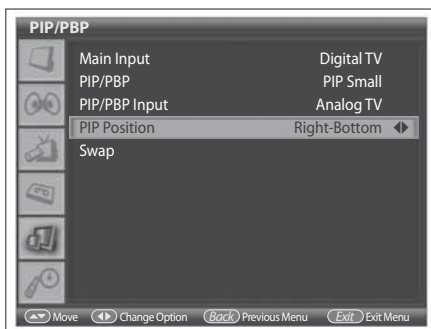 PIP/PBP
Main Input Digital TV
PIP/PBP PIP Small
PIP/PBP Input Analog TV
PIP Position Right-Bottom
Swap
Move Change Option Back Previous Menu Exit Exit Menu